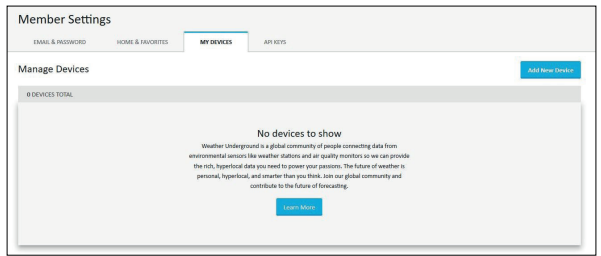 Member Settings
EMAIL & PASSWORD HOME & FAVORITES MY DEVICES API KEYS
Manage Devices Add New Device
0 DEVICES TOTAL
No devices to show
Weather Underground is a global community of people connecting data from
environmental sensors like weather stations and air quality monitors so we can provide
the rich, hyperlocal data you need to power your passions. The future of weather is
personal, hyperlocal, and smarter than you think. Join our global community and
contribute to the future of forecasting.
Learn More